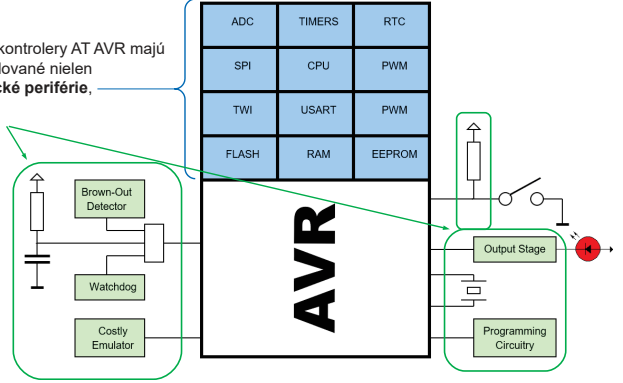 kontrolery AT AVR majú
lované nielen
cké periférie,
ADC TIMERS RTC
SPI CPU PWM
TWI USART PWM
FLASH RAM EEPROM
AVR
Brown-Out
Detector
Watchdog
Costly
Emulator
Output Stage
Programming
Circuitry